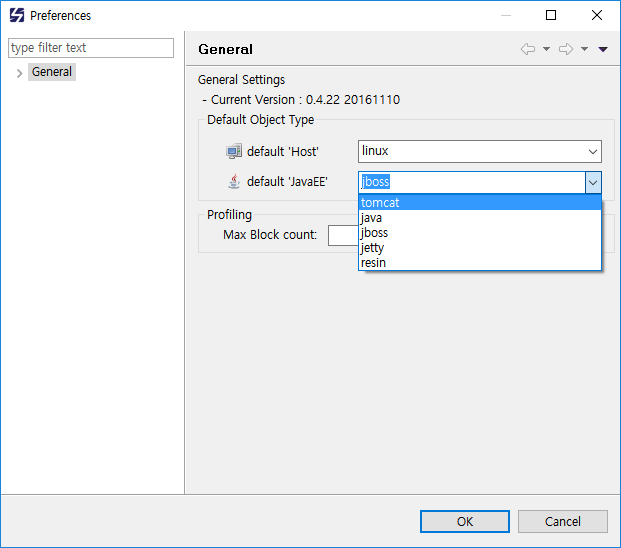 Preferences
type filter text
General
General
General Settings
- Current Version : 0.4.22 20161110
Default Object Type
default 'Host'
linux
default 'JavaEE'
jboss
tomcat
java
jboss
jetty
resin
Profiling
Max Block count:
OK
Cancel